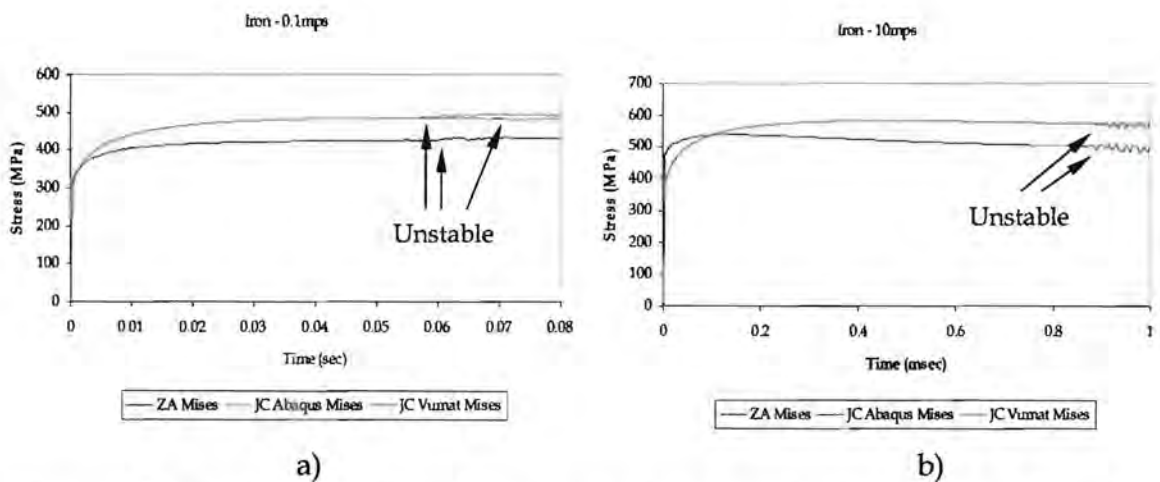 Iron - 0.1mps
600
500
400
300
200
100
0
Stress (MPa)
Unstable
0 0.01 0.02 0.03 0.04 0.05 0.06 0.07 0.08
Time (sec)
ZA Mises JC Abaqus Mises JC Vumat Mises
a)
Iron - 10mps
700
600
500
400
300
200
100
0
Stress (MPa)
Unstable
0 0.2 0.4 0.6 0.8 1
Time (msec)
ZA Mises JC Abaqus Mises JC Vumat Mises
b)